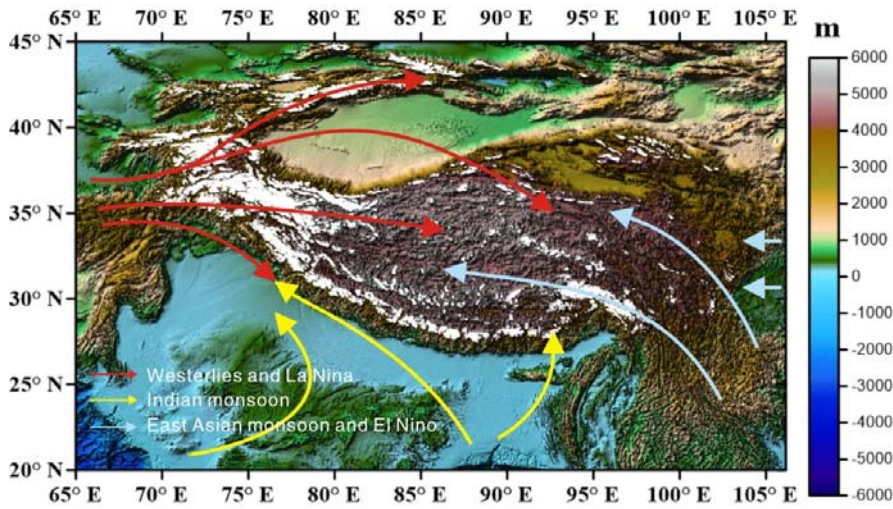 65° E 70° E 75° E 80° E 85° E 90° E 95° E 100° E 105° E
m
45° N
40° N
35° N
30° N
25° N
20° N
6000
5000
4000
3000
2000
1000
0
-1000
-2000
-3000
-4000
-5000
-6000
Westerlies and La Nina
Indian monsoon
East Asian monsoon and El Nino
65° E 70° E 75° E 80° E 85° E 90° E 95° E 100° E 105° E